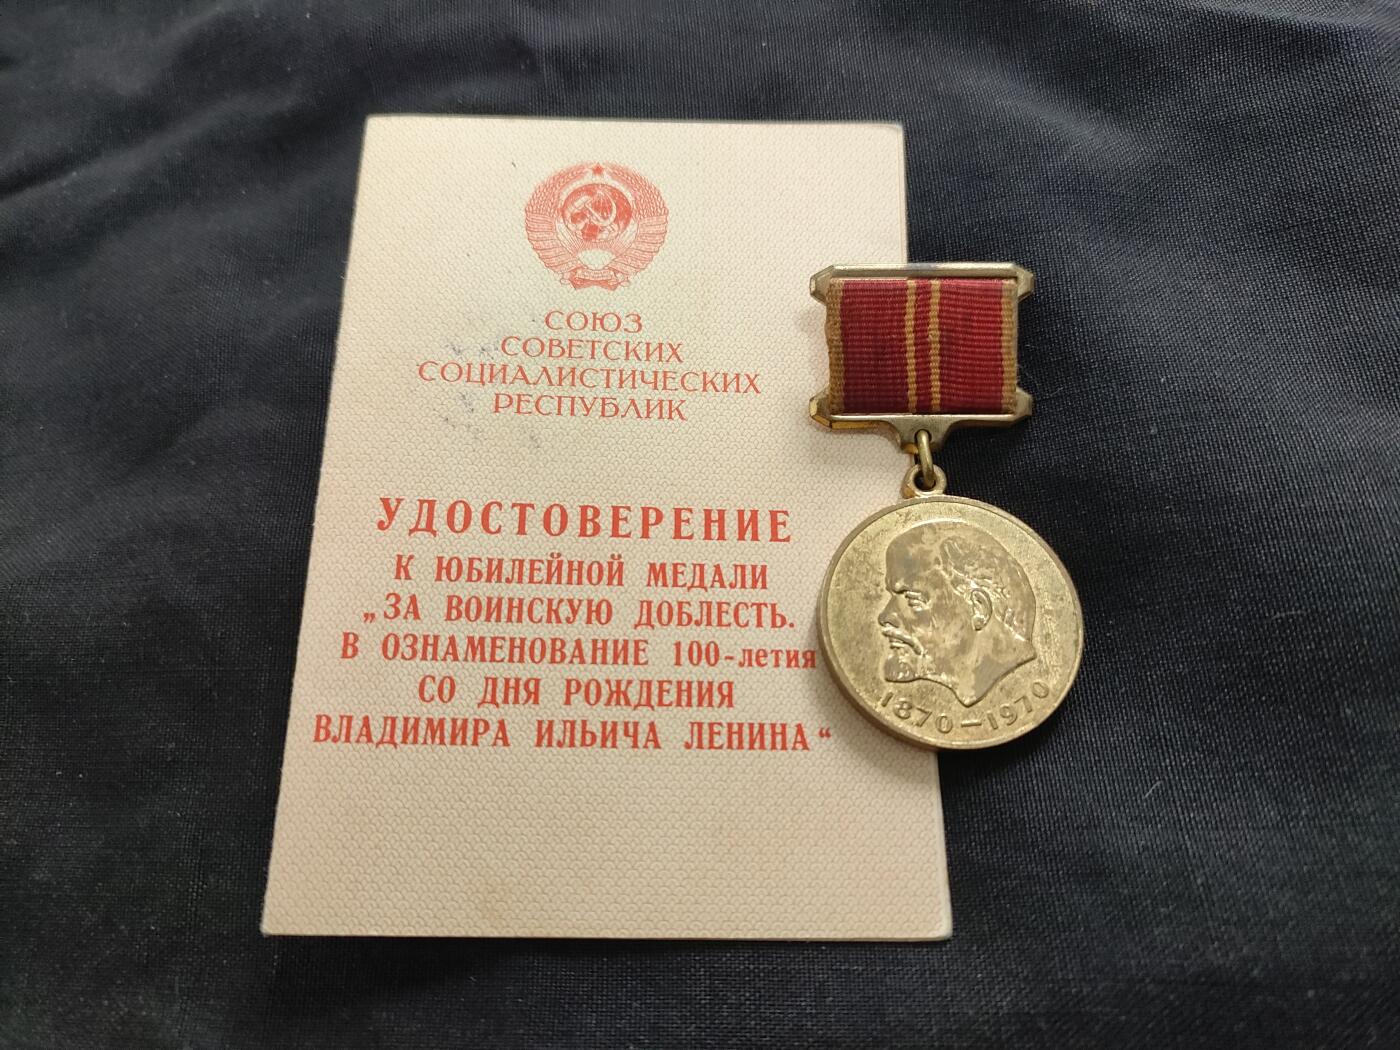 СОЮЗ
СОВЕТСКИХ
СОЦИАЛИСТИЧЕСКИХ
РЕСПУБЛИК
УДОСТОВЕРЕНИЕ
К ЮБИЛЕЙНОЙ МЕДАЛИ
„ЗА ВОИНСКУЮ ДОБЛЕСТЬ.
В ОЗНАМЕНОВАНИЕ 100-летия
СО ДНЯ РОЖДЕНИЯ
ВЛАДИМИРА ИЛЬИЧА ЛЕНИНА“
1870–1970